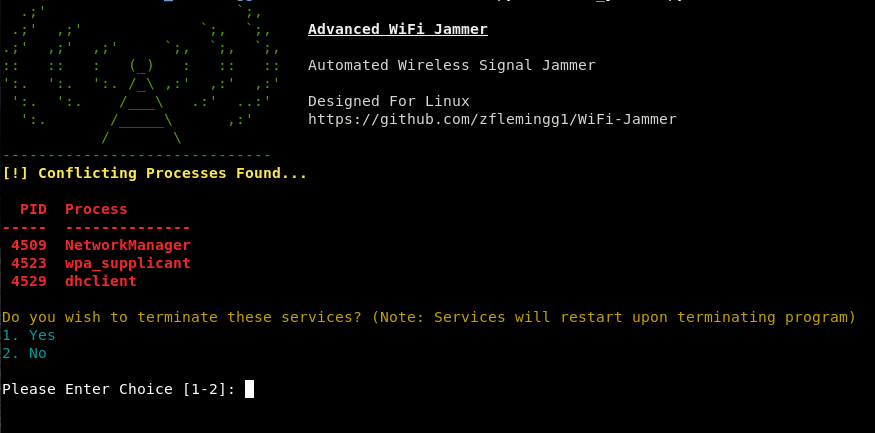 Advanced WiFi Jammer
Automated Wireless Signal Jammer
Designed For Linux
https://github.com/zflemingg1/WiFi-Jammer
[!] Conflicting Processes Found...
PID Process
----- --------------
4509 NetworkManager
4523 wpa_supplicant
4529 dhclient
Do you wish to terminate these services? (Note: Services will restart upon terminating program)
1. Yes
2. No
Please Enter Choice [1-2]: